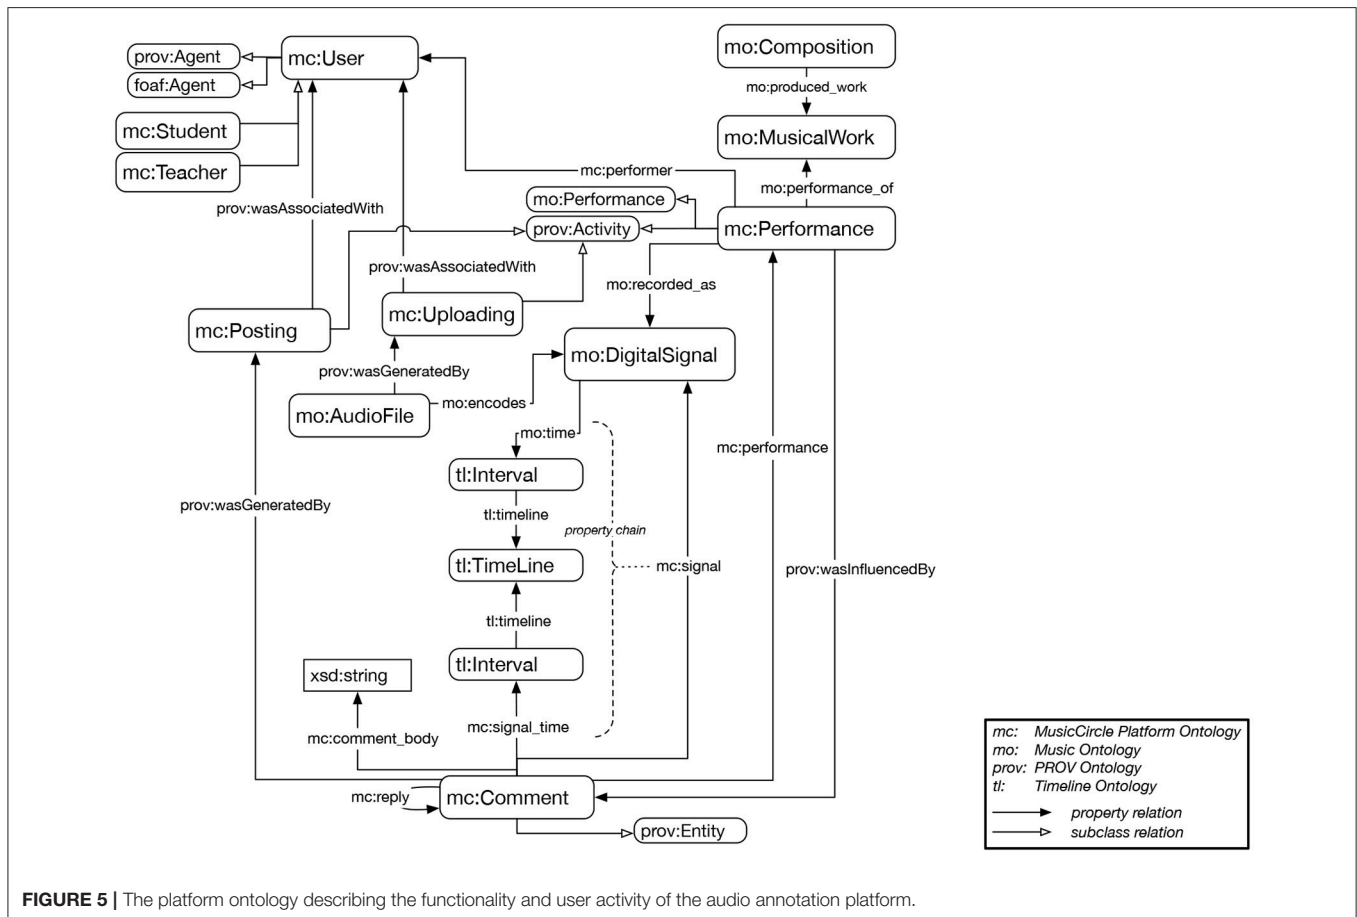 mo:Composition
prov:Agent
mc:User
foaf:Agent
mo:produced_work
mc:Student
mo:MusicalWork
mc:Teacher
mc:performer
mo:performance_of
mo:Performance
prov:wasAssociatedWith
prov:Activity
mc:Performance
prov:wasAssociatedWith
mo:recorded_as
mc:Posting
mc:Uploading
mo:DigitalSignal
prov:wasGeneratedBy
mo:AudioFile
mo:encodes
mo:time
mc:performance
tl:Interval
prov:wasGeneratedBy
tl:timeline
property chain
tl:TimeLine
mc:signal
prov:wasInfluencedBy
tl:timeline
tl:Interval
xsd:string
mc:signal_time
mc:comment_body
mc:reply
mc:Comment
prov:Entity
mc: MusicCircle Platform Ontology
mo: Music Ontology
prov: PROV Ontology
tl: Timeline Ontology
property relation
subclass relation
FIGURE 5 | The platform ontology describing the functionality and user activity of the audio annotation platform.